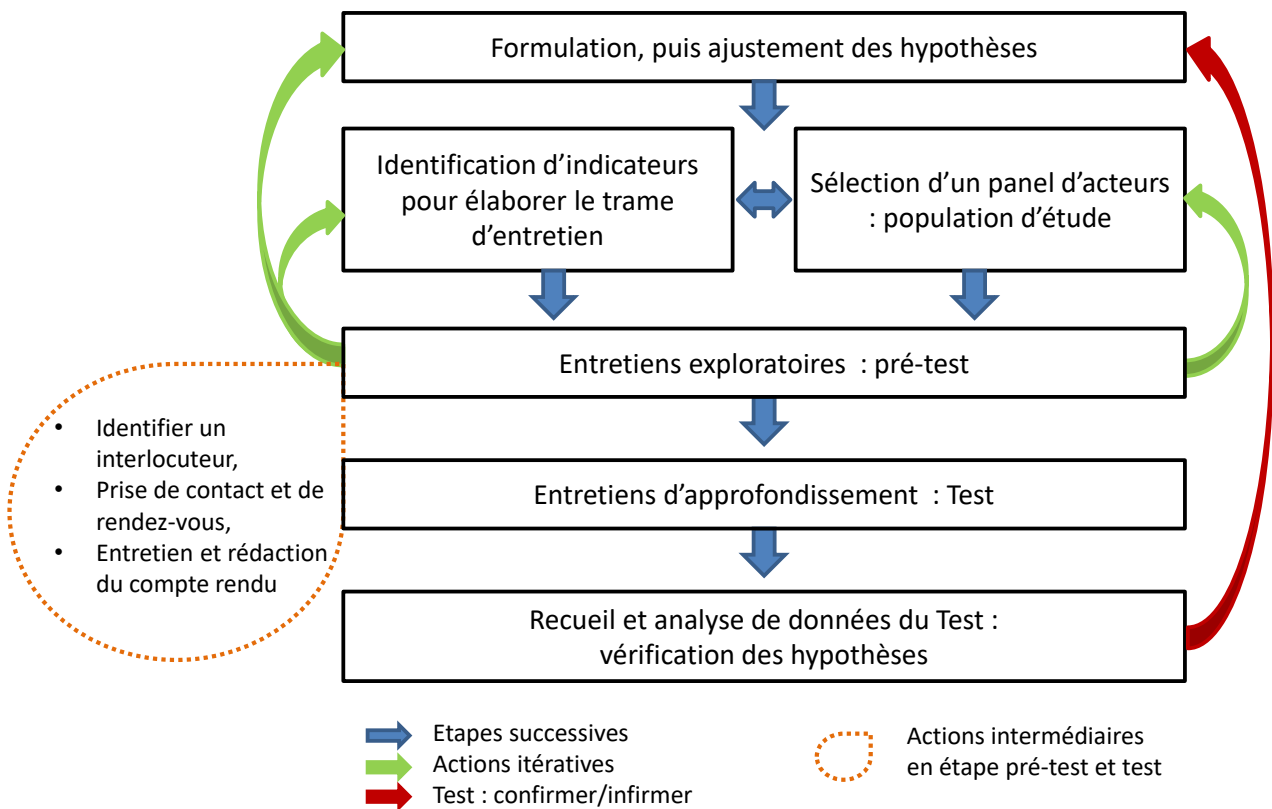 Formulation, puis ajustement des hypothèses
Identification d'indicateurs
pour élaborer le trame
d'entretien
Sélection d'un panel d'acteurs
: population d'étude
Entretiens exploratoires : pré-test
• Identifier un
interlocuteur,
• Prise de contact et de
rendez-vous,
• Entretien et rédaction
du compte rendu
Entretiens d'approfondissement : Test
Recueil et analyse de données du Test :
vérification des hypothèses
Etapes successives
Actions itératives
Test : confirmer/infirmer
Actions intermédiaires
en étape pré-test et test